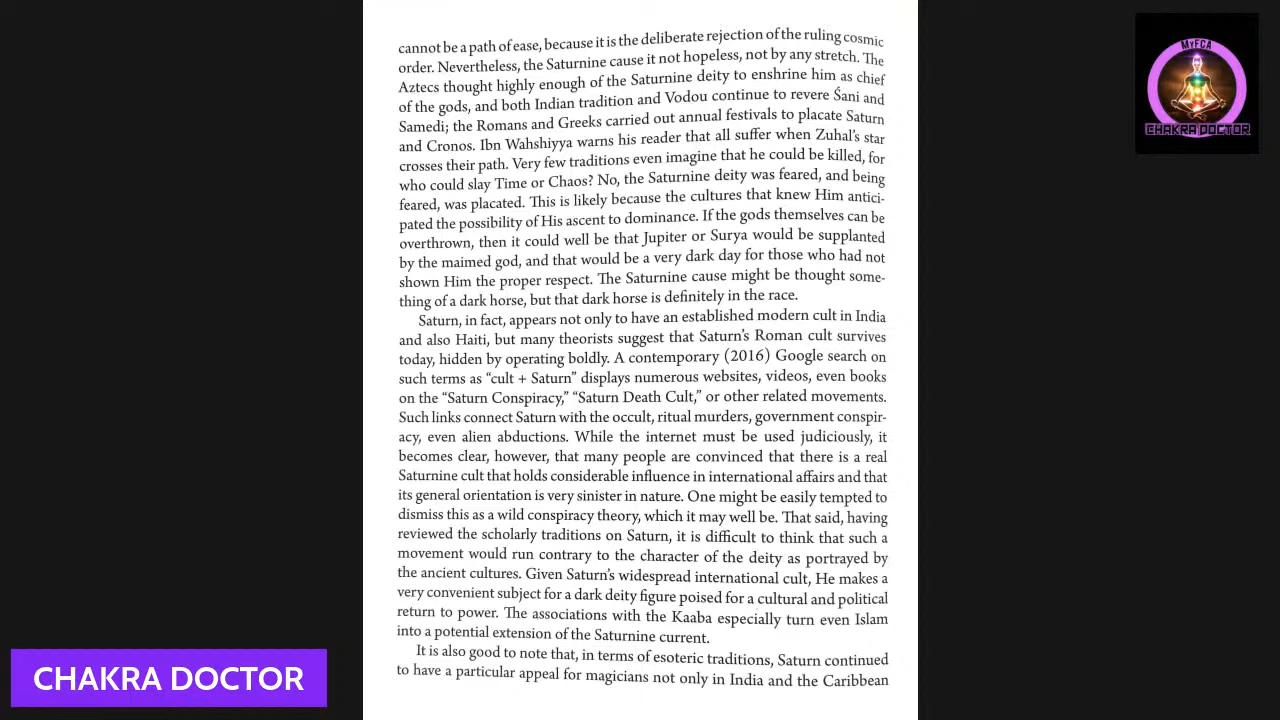 cannot be a path of ease, because it is the deliberate rejection of the ruling cosmic
order. Nevertheless, the Saturnine cause it not hopeless, not by any stretch. The
Aztecs thought highly enough of the Saturnine deity to enshrine him as chief
of the gods, and both Indian tradition and Vodou continue to revere Śani and
Samedi; the Romans and Greeks carried out annual festivals to placate Saturn
and Cronos. Ibn Wahshiyya warns his reader that all suffer when Zuhal's star
crosses their path. Very few traditions even imagine that he could be killed, for
who could slay Time or Chaos? No, the Saturnine deity was feared, and being
feared, was placated. This is likely because the cultures that knew Him antici-
pated the possibility of His ascent to dominance. If the gods themselves can be
overthrown, then it could well be that Jupiter or Surya would be supplanted
by the maimed god, and that would be a very dark day for those who had not
shown Him the proper respect. The Saturnine cause might be thought some-
thing of a dark horse, but that dark horse is definitely in the race.
Saturn, in fact, appears not only to have an established modern cult in India
and also Haiti, but many theorists suggest that Saturn's Roman cult survives
today, hidden by operating boldly. A contemporary (2016) Google search on
such terms as "cult + Saturn" displays numerous websites, videos, even books
on the "Saturn Conspiracy," "Saturn Death Cult," or other related movements.
Such links connect Saturn with the occult, ritual murders, government conspir-
acy, even alien abductions. While the internet must be used judiciously, it
becomes clear, however, that many people are convinced that there is a real
Saturnine cult that holds considerable influence in international affairs and that
its general orientation is very sinister in nature. One might be easily tempted to
dismiss this as a wild conspiracy theory, which it may well be. That said, having
reviewed the scholarly traditions on Saturn, it is difficult to think that such a
movement would run contrary to the character of the deity as portrayed by
the ancient cultures. Given Saturn's widespread international cult, He makes a
very convenient subject for a dark deity figure poised for a cultural and political
return to power. The associations with the Kaaba especially turn even Islam
into a potential extension of the Saturnine current.
It is also good to note that, in terms of esoteric traditions, Saturn continued
to have a particular appeal for magicians not only in India and the Caribbean
MYFCA
CHAKRA DOCTOR
CHAKRA DOCTOR